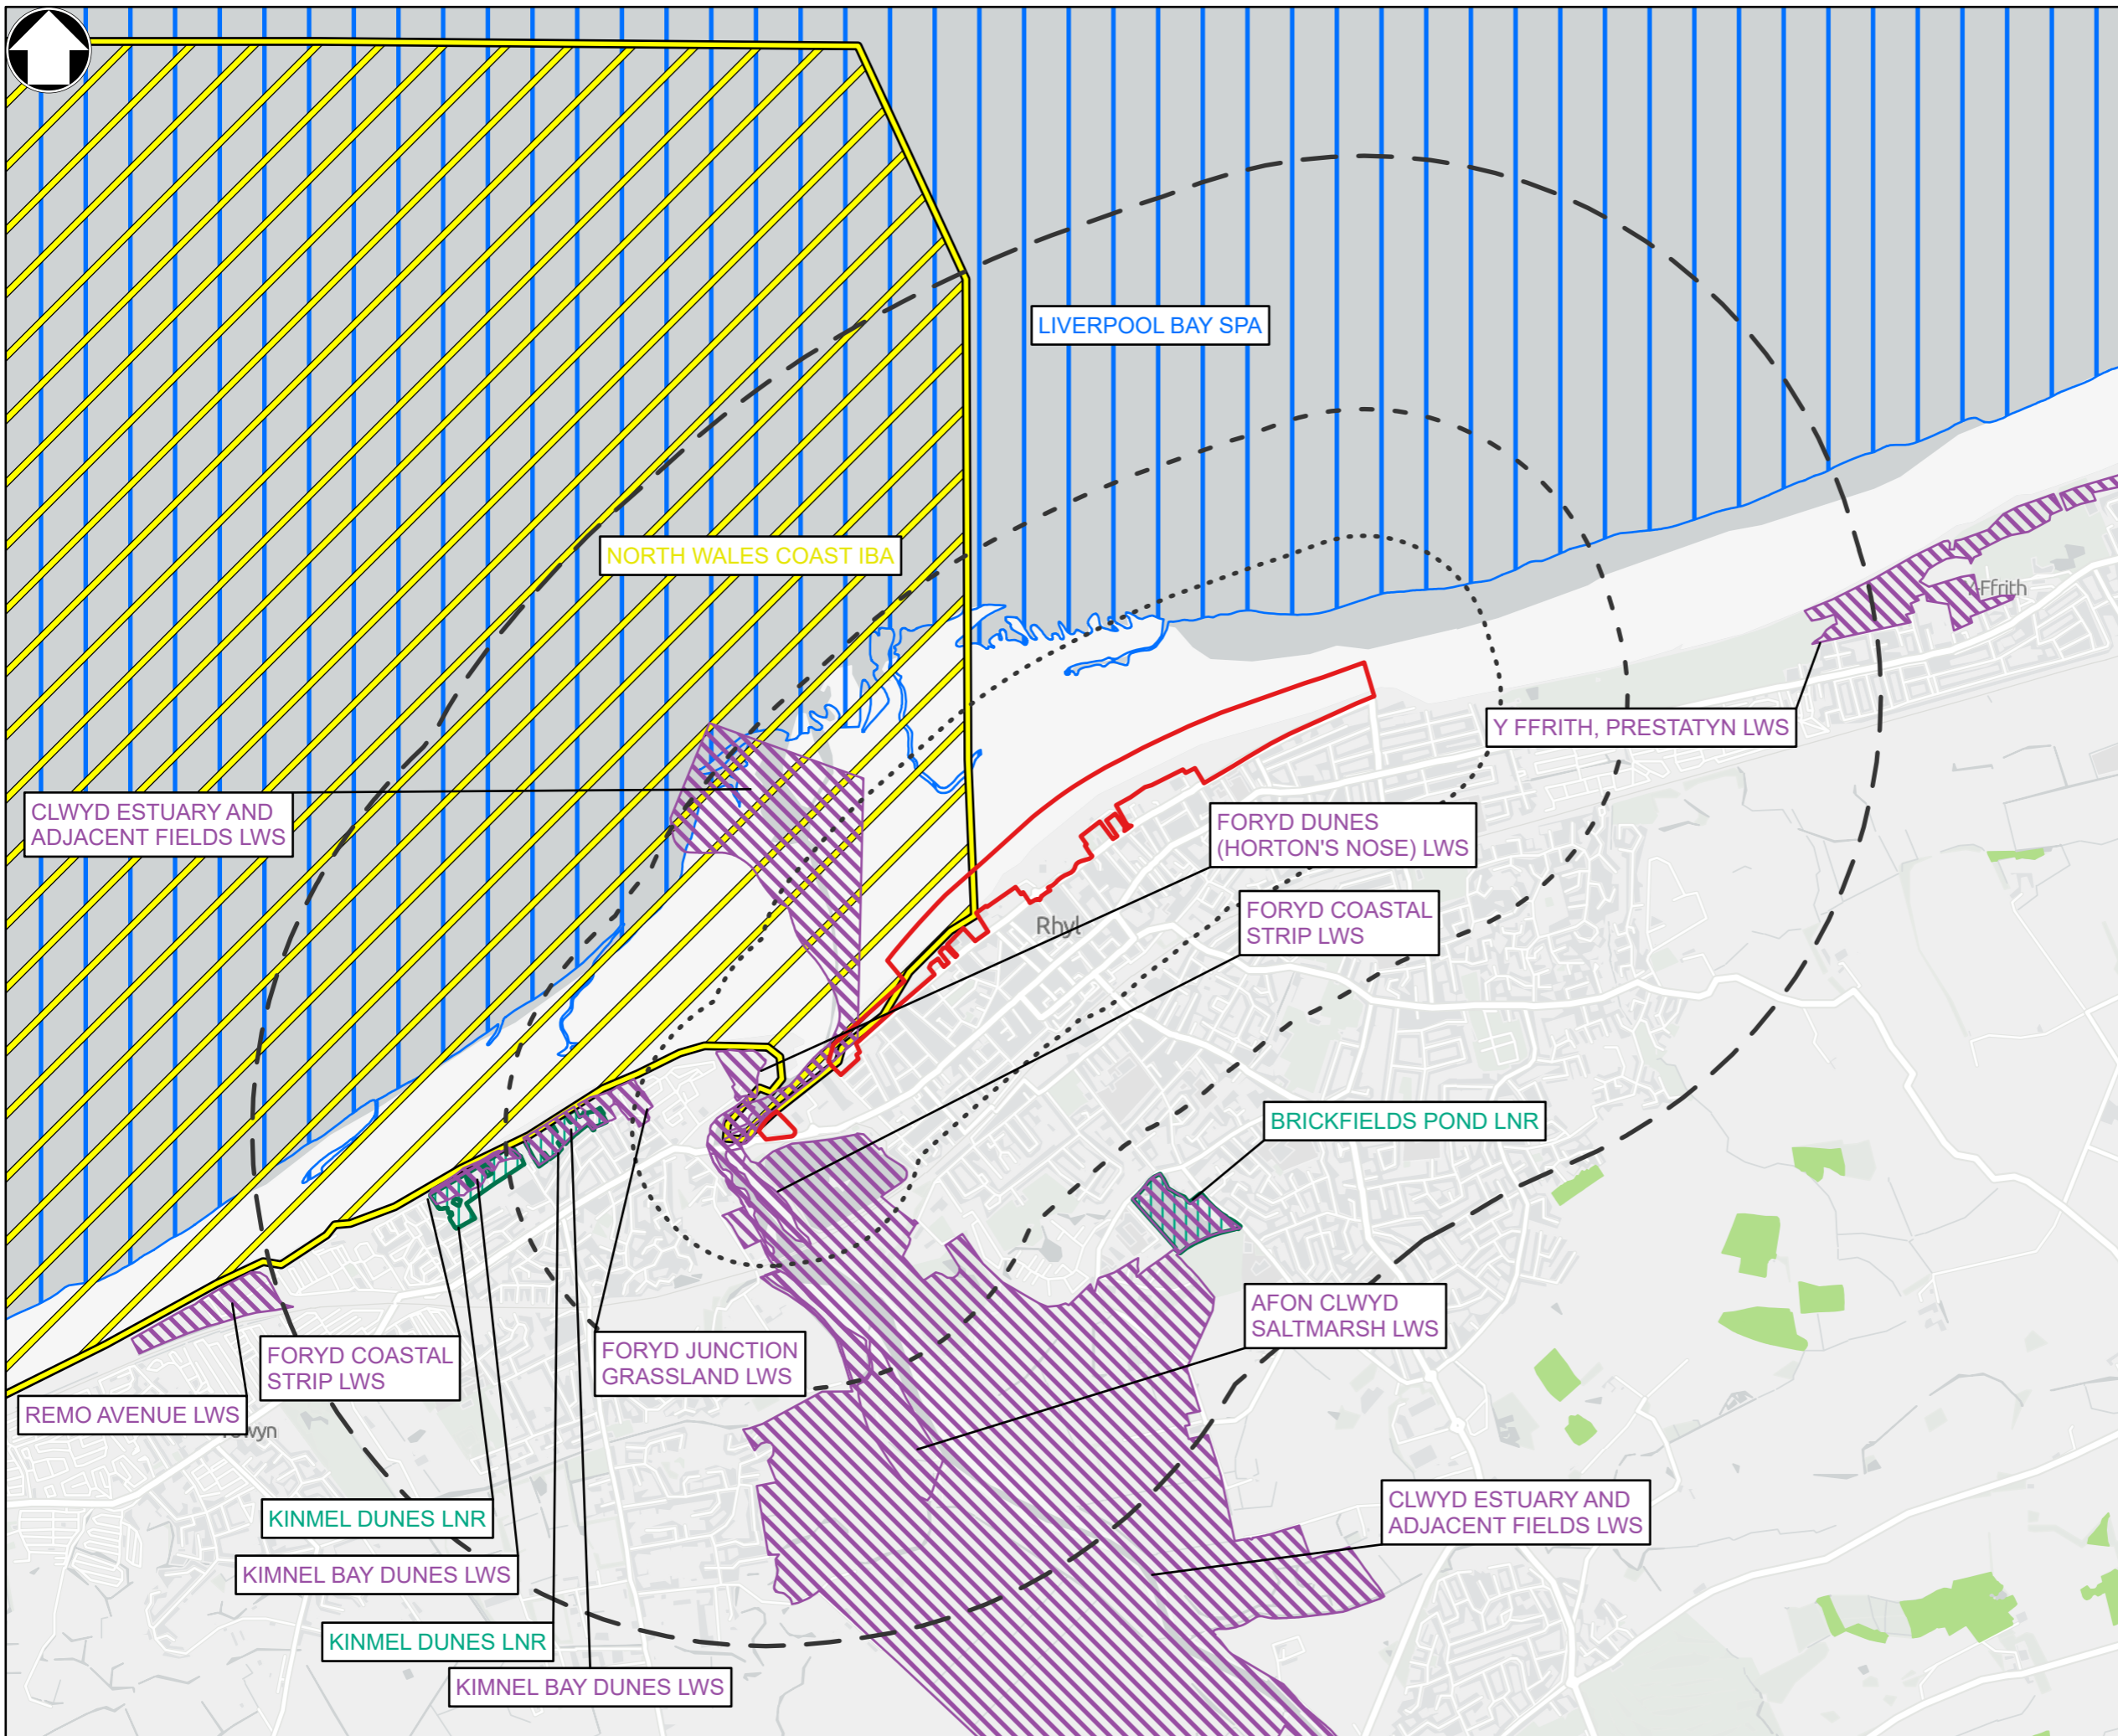 LIVERPOOL BAY SPA
NORTH WALES COAST IBA
Y-Ffrith
Y FFRITH, PRESTATYN LWS
CLWYD ESTUARY AND
ADJACENT FIELDS LWS
FORYD DUNES
(HORTON'S NOSE) LWS
FORYD COASTAL
STRIP LWS
Rhyl
BRICKFIELDS POND LNR
AFON CLWYD
SALTMARSH LWS
FORYD COASTAL
STRIP LWS
FORYD JUNCTION
GRASSLAND LWS
REMO AVENUE LWS
CLWYD ESTUARY AND
ADJACENT FIELDS LWS
KINMEL DUNES LNR
KIMNEL BAY DUNES LWS
KINMEL DUNES LNR
KIMNEL BAY DUNES LWS